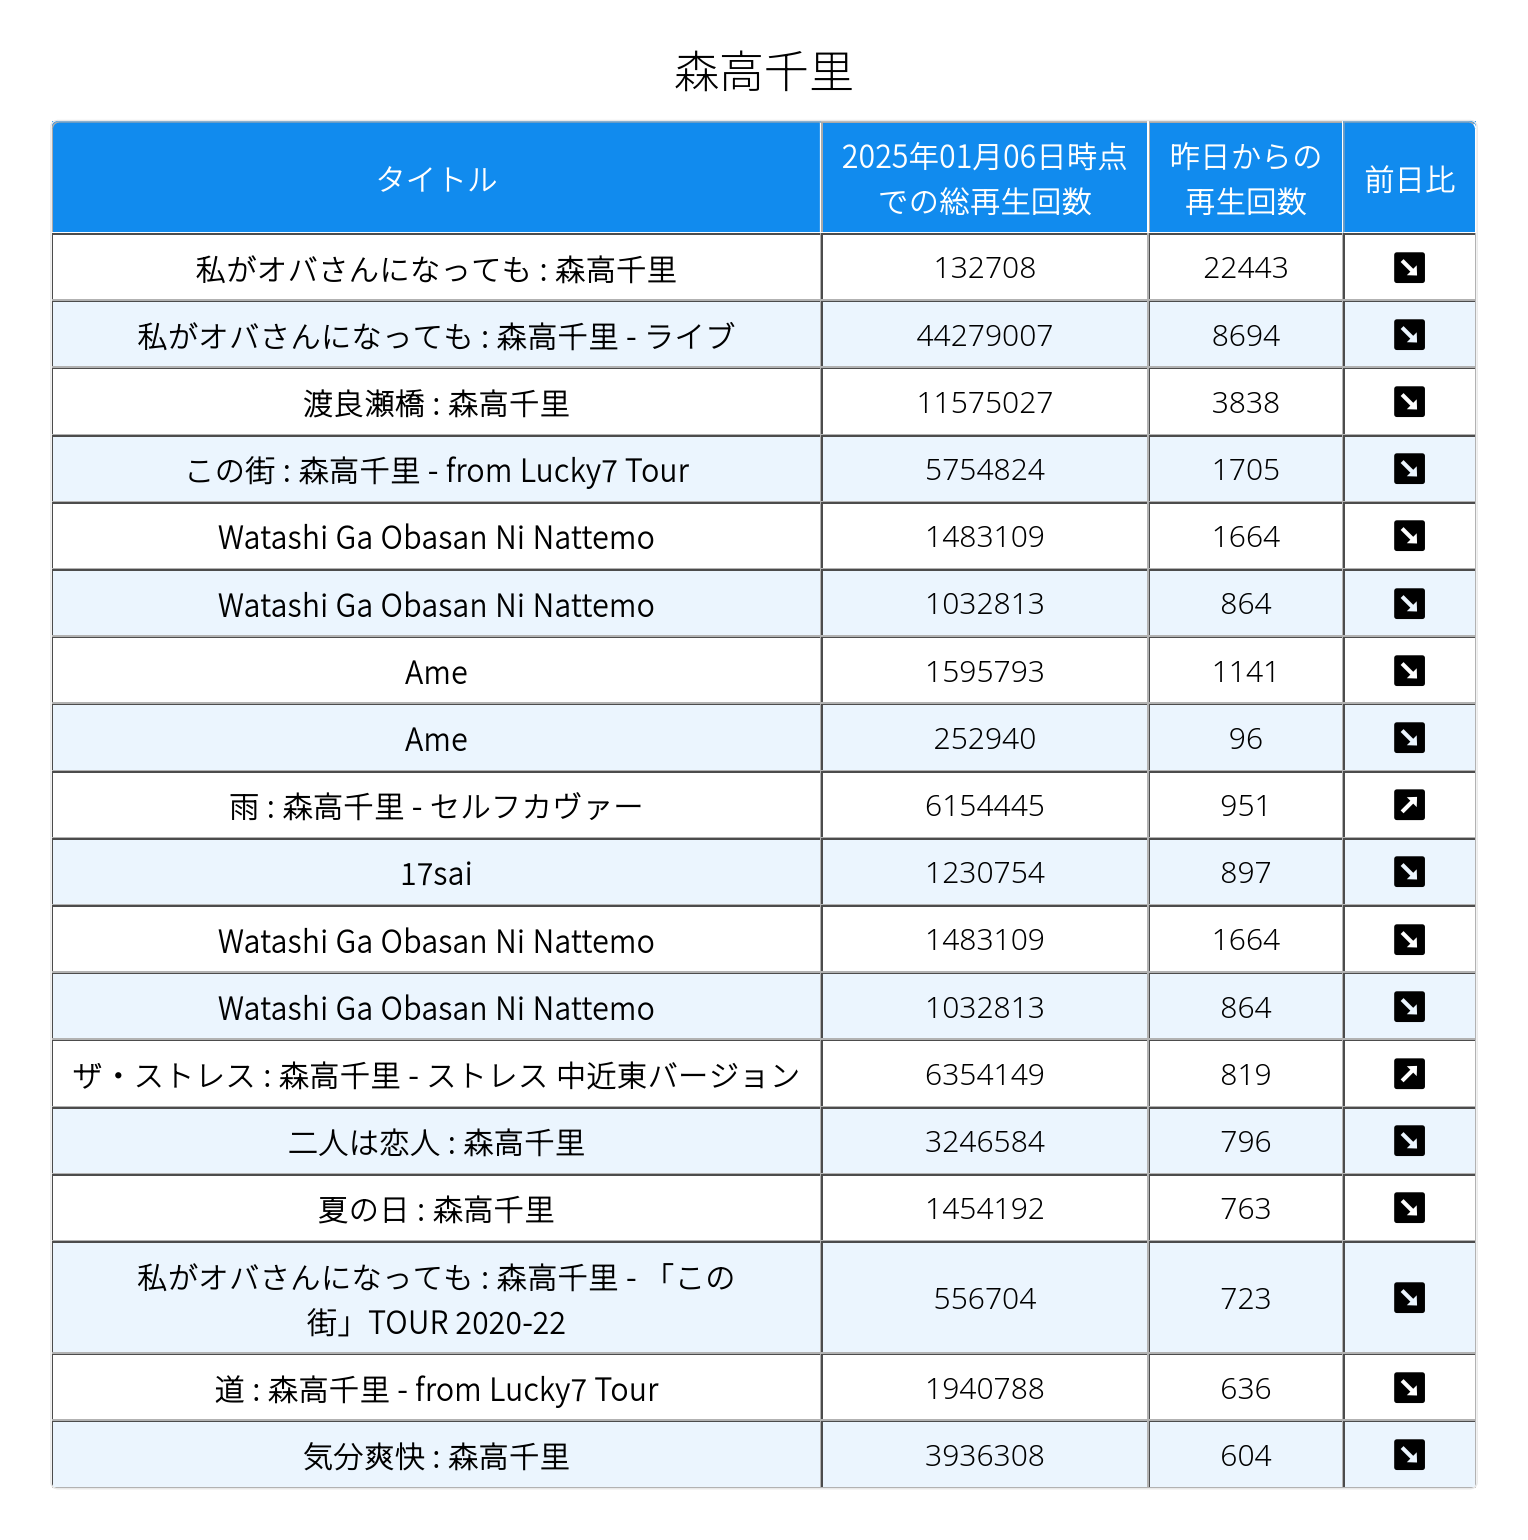 森高千里
タイトル
2025年01月06日時点
での総再生回数
昨日からの
再生回数
前日比
私がオバさんになっても : 森高千里 132708 22443
私がオバさんになっても : 森高千里 - ライブ 44279007 8694
渡良瀬橋 : 森高千里 11575027 3838
この街 : 森高千里 - from Lucky7 Tour 5754824 1705
Watashi Ga Obasan Ni Nattemo 1483109 1664
Watashi Ga Obasan Ni Nattemo 1032813 864
Ame 1595793 1141
Ame 252940 96
雨 : 森高千里 - セルフカヴァー 6154445 951
17sai 1230754 897
Watashi Ga Obasan Ni Nattemo 1483109 1664
Watashi Ga Obasan Ni Nattemo 1032813 864
ザ・ストレス : 森高千里 - ストレス 中近東バージョン 6354149 819
二人は恋人 : 森高千里 3246584 796
夏の日 : 森高千里 1454192 763
私がオバさんになっても : 森高千里 - 「この
街」TOUR 2020-22 556704 723
道 : 森高千里 - from Lucky7 Tour 1940788 636
気分爽快 : 森高千里 3936308 604